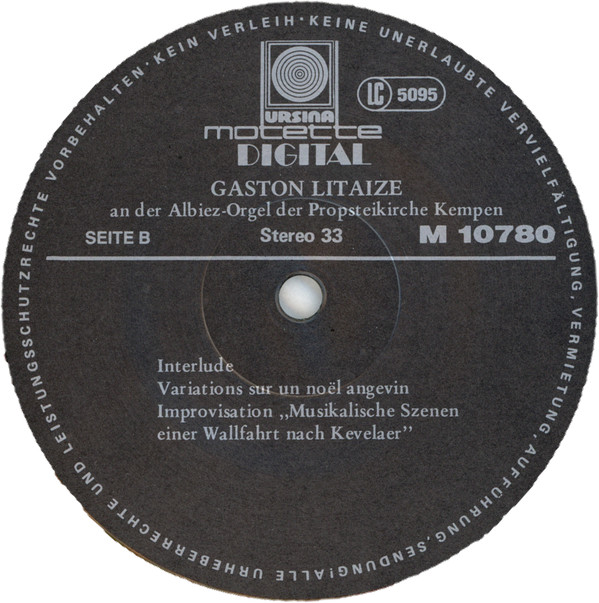 ALLE URHEBERRECHTE UND LEISTUNGSSCHUTZRECHTE VORBEHALTEN · KEIN VERLEIH · KEINE UNERLAUBTE VERVIELFÄLTIGUNG, VERMIETUNG, AUFFÜHRUNG, SENDUNG!
URSINA
motette
DIGITAL
LC 5095
GASTON LITAIZE
an der Albiez-Orgel der Propsteikirche Kempen
SEITE B Stereo 33 M 10780
Interlude
Variations sur un noël angevin
Improvisation „Musikalische Szenen
einer Wallfahrt nach Kevelaer”